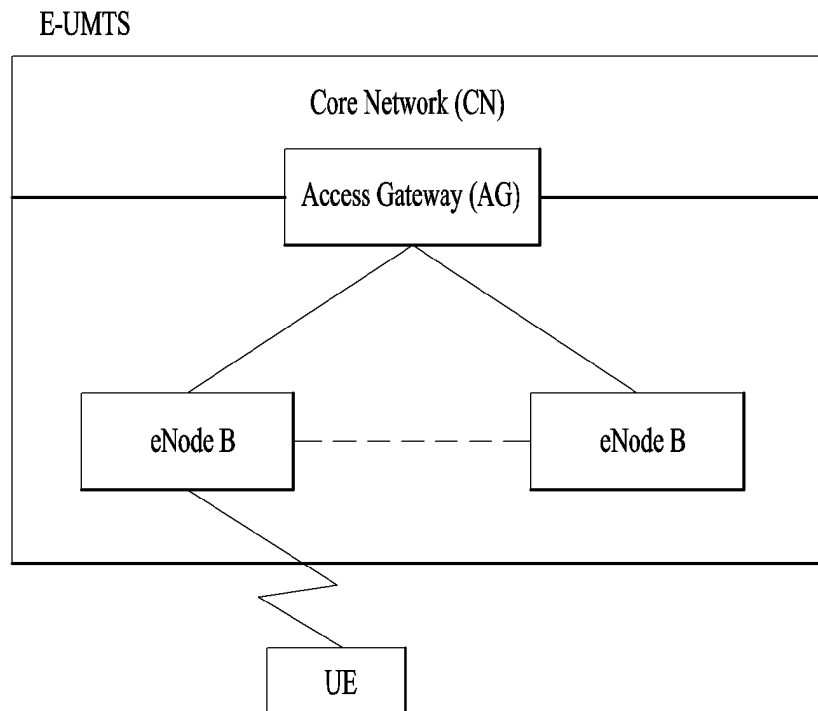 E-UMTS
Core Network (CN)
Access Gateway (AG)
eNode B
eNode B
UE